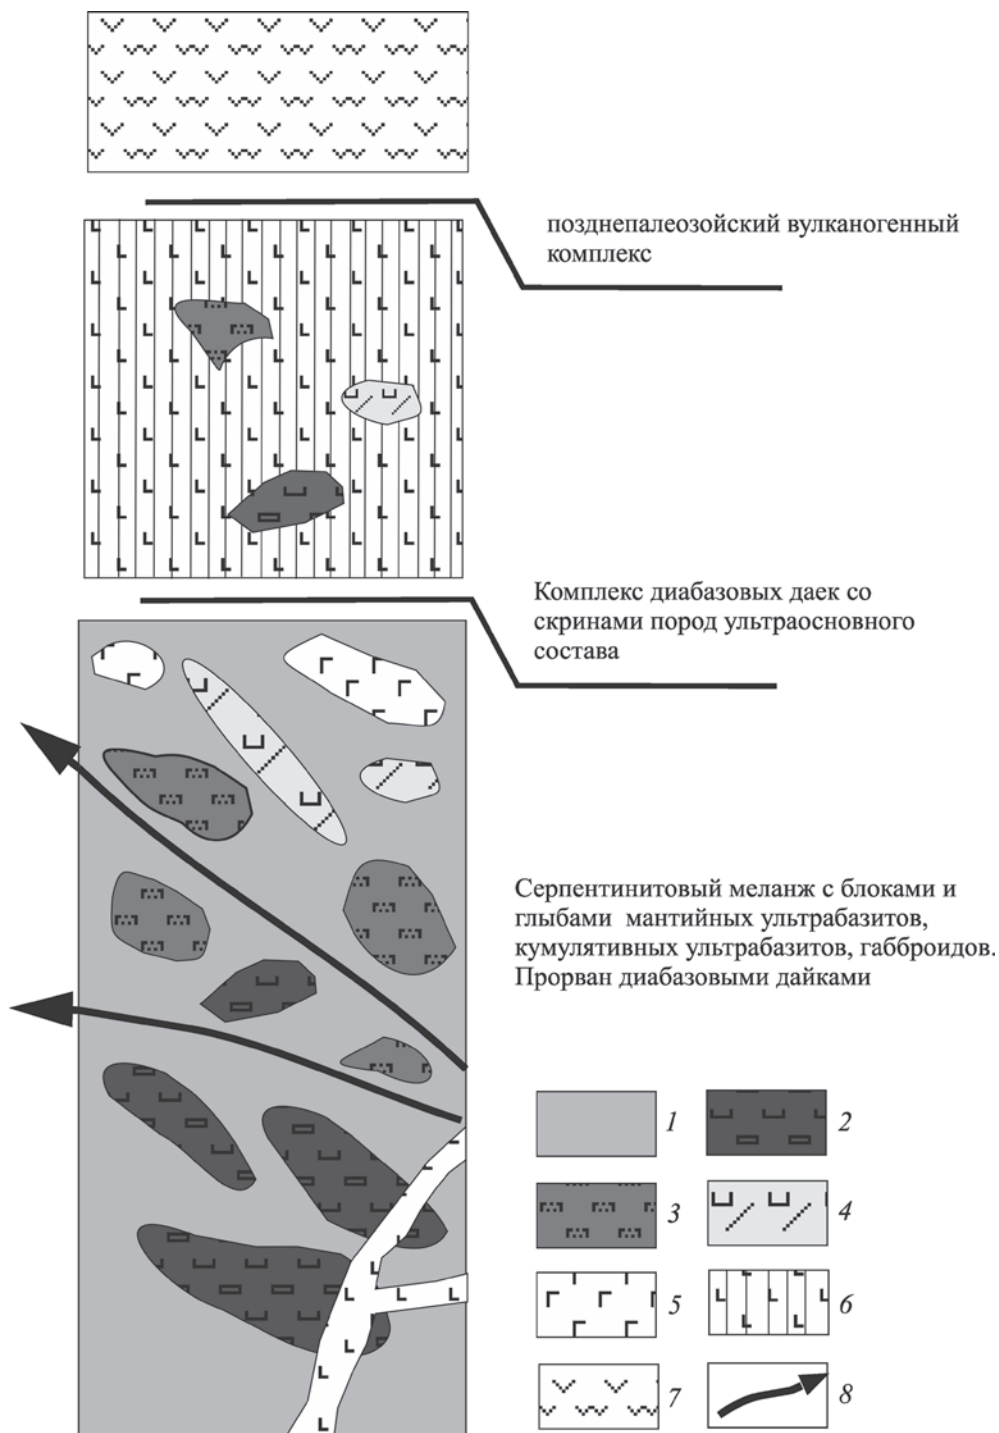 позднепалеозойский вулканогенный
комплекс
Комплекс диабазовых даек со
скринами пород ультраосновного
состава
Серпентинитовый меланж с блоками и
глыбами мантийных ультрабазитов,
кумулятивных ультрабазитов, габброидов.
Прорван диабазовыми дайками
1 2
3 4
5 6
7 8